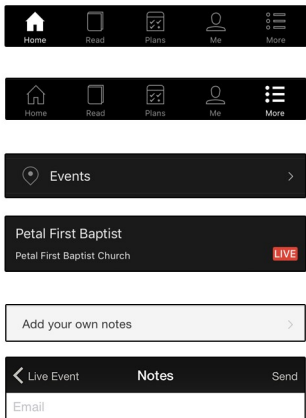 Home Read Plans Me More
Home Read Plans Me More
Events
Petal First Baptist
Petal First Baptist Church LIVE
Add your own notes
Live Event Notes Send
Email